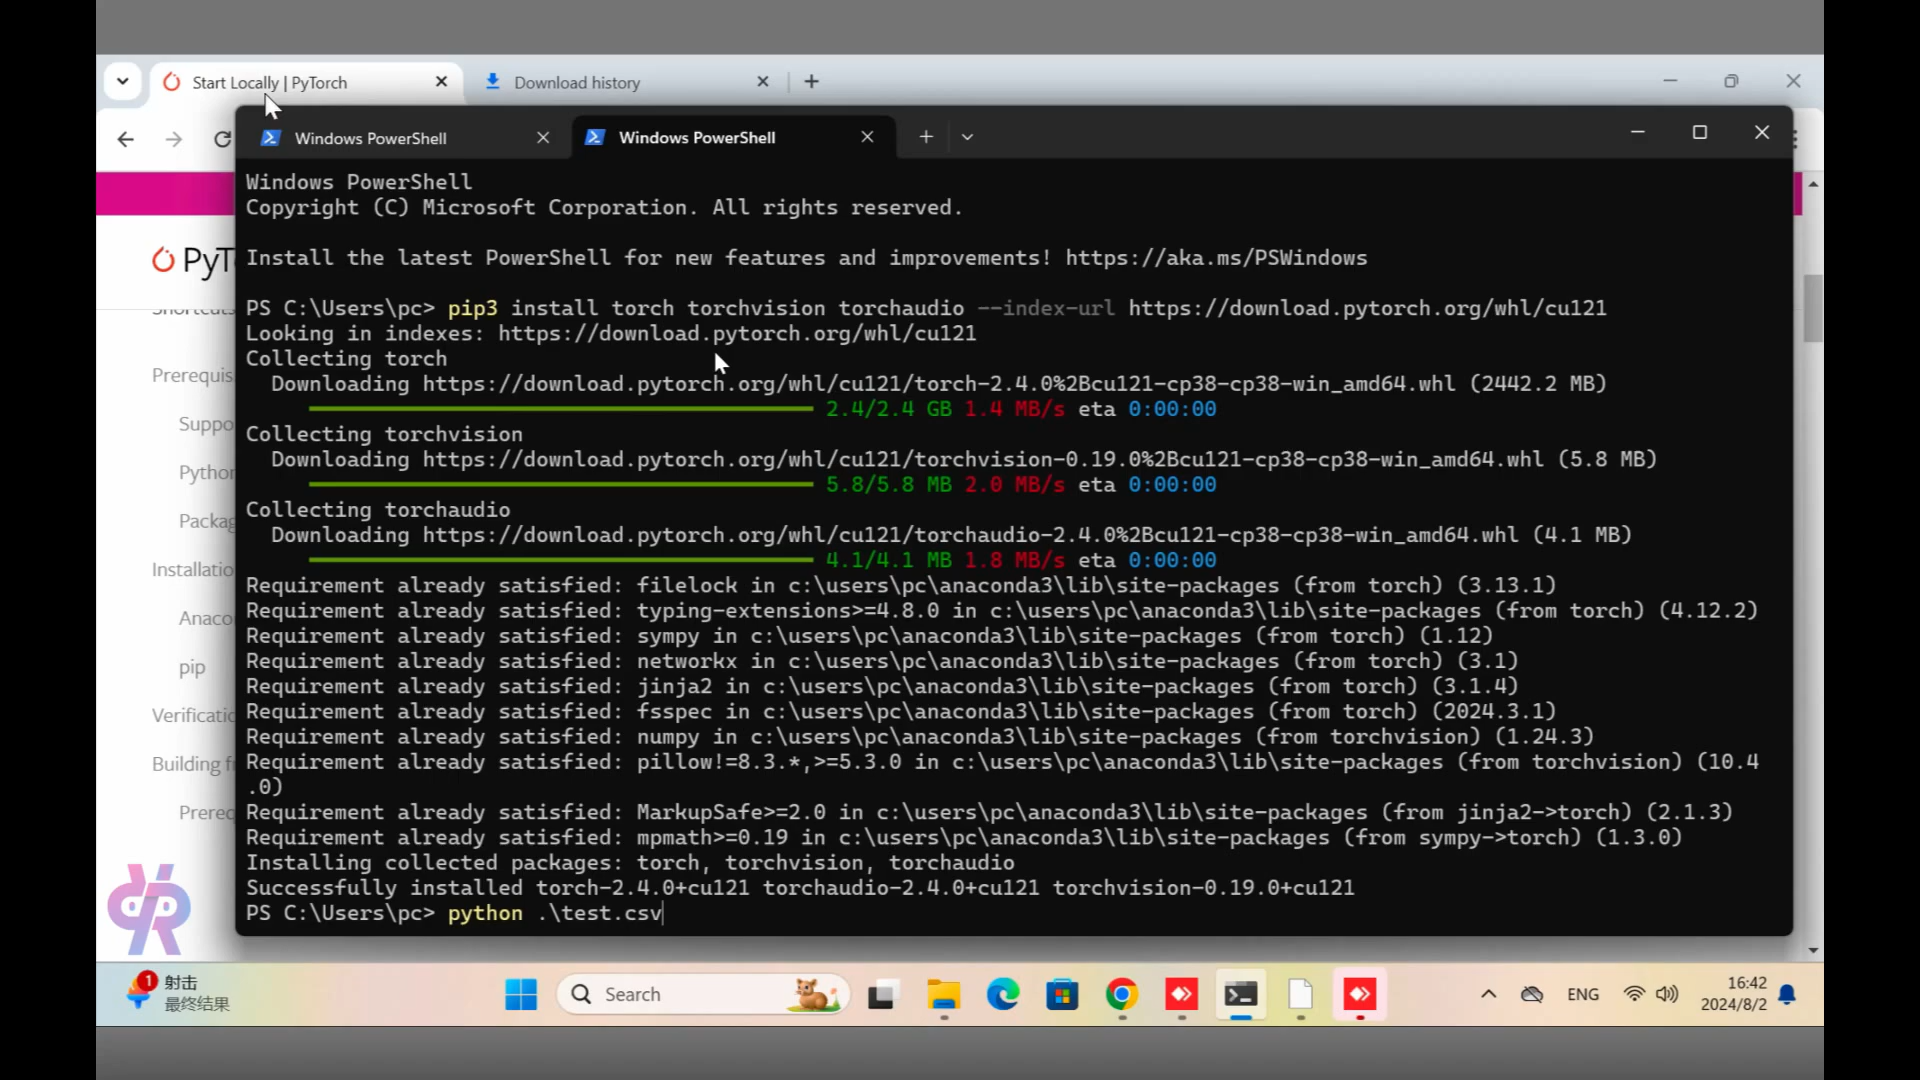 Start Locally | PyTorch
Download history
Windows PowerShell
Windows PowerShell
Windows PowerShell
Copyright (C) Microsoft Corporation. All rights reserved.
Install the latest PowerShell for new features and improvements! https://aka.ms/PSWindows
PS C:\Users\pc> pip3 install torch torchvision torchaudio --index-url https://download.pytorch.org/whl/cu121
Looking in indexes: https://download.pytorch.org/whl/cu121
Collecting torch
Downloading https://download.pytorch.org/whl/cu121/torch-2.4.0%2Bcu121-cp38-cp38-win_amd64.whl (2442.2 MB)
2.4/2.4 GB 1.4 MB/s eta 0:00:00
Collecting torchvision
Downloading https://download.pytorch.org/whl/cu121/torchvision-0.19.0%2Bcu121-cp38-cp38-win_amd64.whl (5.8 MB)
5.8/5.8 MB 2.0 MB/s eta 0:00:00
Collecting torchaudio
Downloading https://download.pytorch.org/whl/cu121/torchaudio-2.4.0%2Bcu121-cp38-cp38-win_amd64.whl (4.1 MB)
4.1/4.1 MB 1.8 MB/s eta 0:00:00
Requirement already satisfied: filelock in c:\users\pc\anaconda3\lib\site-packages (from torch) (3.13.1)
Requirement already satisfied: typing-extensions>=4.8.0 in c:\users\pc\anaconda3\lib\site-packages (from torch) (4.12.2)
Requirement already satisfied: sympy in c:\users\pc\anaconda3\lib\site-packages (from torch) (1.12)
Requirement already satisfied: networkx in c:\users\pc\anaconda3\lib\site-packages (from torch) (3.1)
Requirement already satisfied: jinja2 in c:\users\pc\anaconda3\lib\site-packages (from torch) (3.1.4)
Requirement already satisfied: fsspec in c:\users\pc\anaconda3\lib\site-packages (from torch) (2024.3.1)
Requirement already satisfied: numpy in c:\users\pc\anaconda3\lib\site-packages (from torchvision) (1.24.3)
Requirement already satisfied: pillow!=8.3.*,>=5.3.0 in c:\users\pc\anaconda3\lib\site-packages (from torchvision) (10.4
.0)
Requirement already satisfied: MarkupSafe>=2.0 in c:\users\pc\anaconda3\lib\site-packages (from jinja2->torch) (2.1.3)
Requirement already satisfied: mpmath>=0.19 in c:\users\pc\anaconda3\lib\site-packages (from sympy->torch) (1.3.0)
Installing collected packages: torch, torchvision, torchaudio
Successfully installed torch-2.4.0+cu121 torchaudio-2.4.0+cu121 torchvision-0.19.0+cu121
PS C:\Users\pc> python .\test.csv
PyT
Prerequis
Suppo
Python
Packag
Installatio
Anaco
pip
Verificatio
Building f
Prereq
1
射击
最终结果
Search
ENG
16:42
2024/8/2